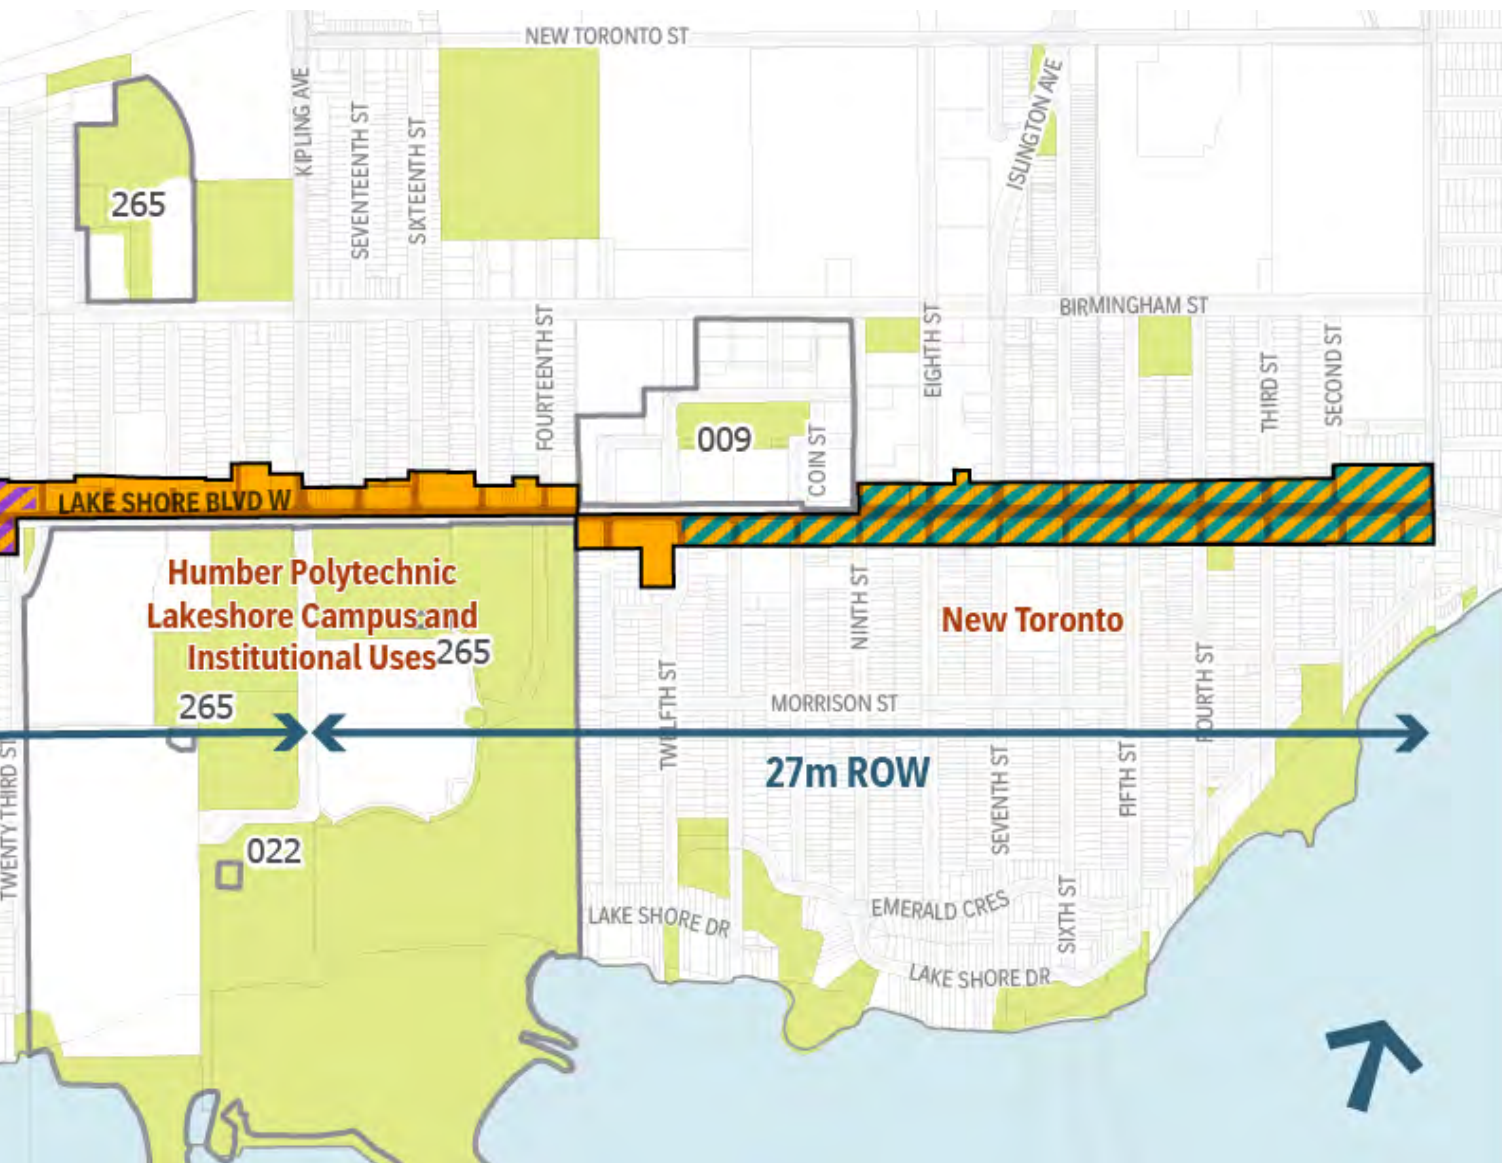 NEW TORONTO ST
KIPLING AVE
SEVENTEENTH ST
SIXTEENTH ST
ISLINGTON AVE
265
BIRMINGHAM ST
FOURTEENTH ST
EIGHTH ST
THIRD ST
SECOND ST
009
COIN ST
LAKE SHORE BLVD W
Humber Polytechnic
Lakeshore Campus and
Institutional Uses
265
265
NINTH ST
New Toronto
TWELFTH ST
MORRISON ST
FOURTH ST
27m ROW
TWENTY THIRD ST
SEVENTH ST
FIFTH ST
022
LAKE SHORE DR
EMERALD CRES
SIXTH ST
LAKE SHORE DR